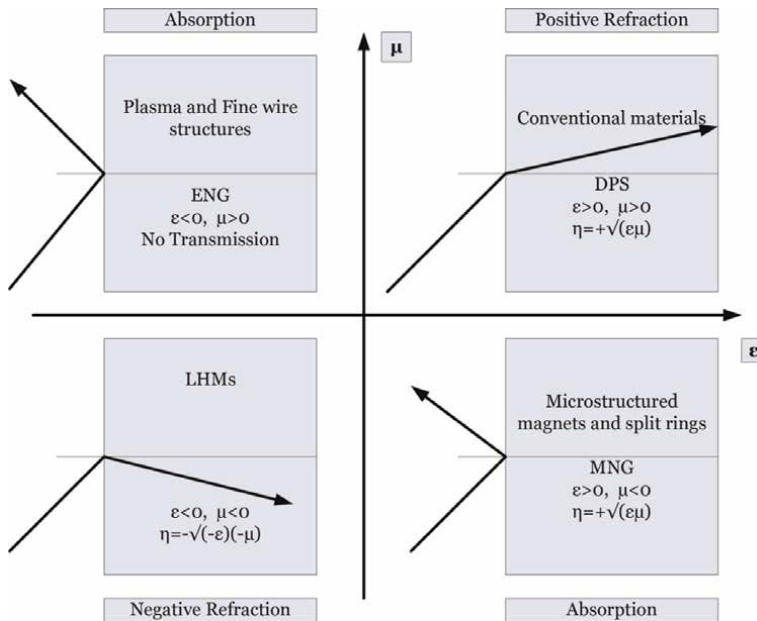 Absorption
Positive Refraction
μ
Plasma and Fine wire
structures
Conventional materials
ENG
ε<0, μ>0
No Transmission
DPS
ε>0, μ>0
η=+√(εμ)
ε
LHMs
ε<0, μ<0
η=-√(-ε)(-μ)
Microstructured
magnets and split rings
MNG
ε>0, μ<0
η=+√(εμ)
Negative Refraction
Absorption